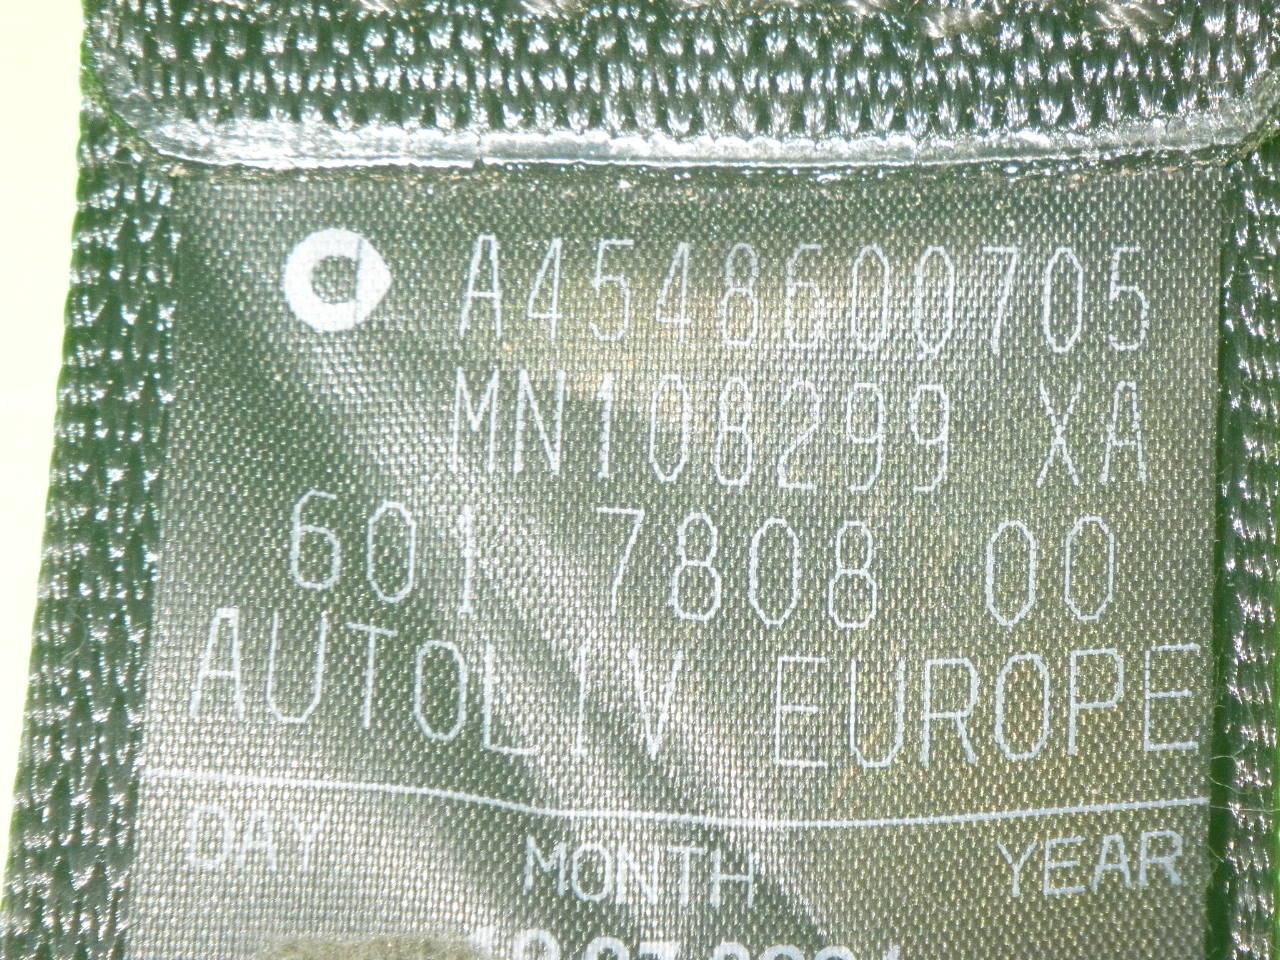 A4548600705
MN108299 XA
601 7808 00
AUTOLIV EUROPE
DAY MONTH YEAR